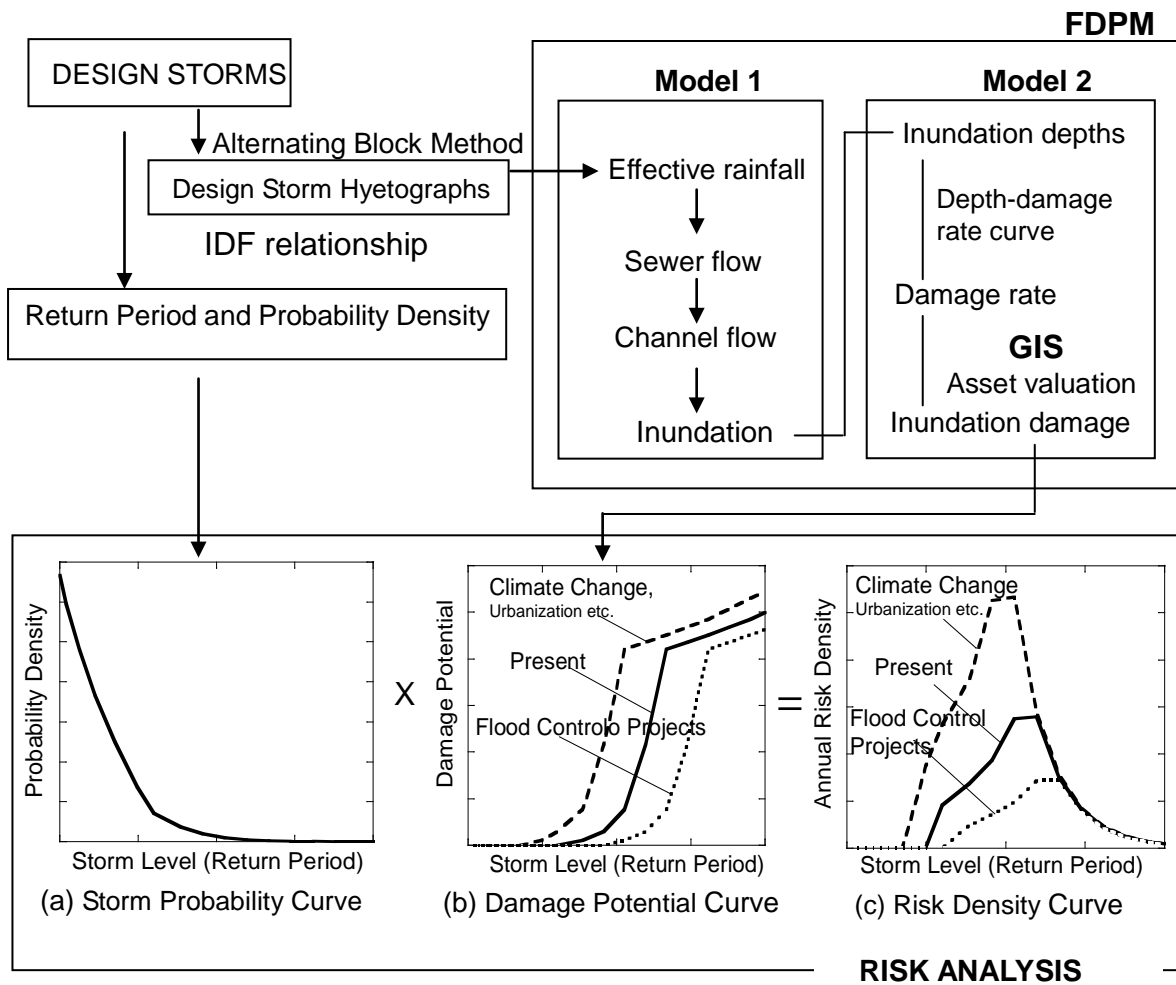 FDPM
DESIGN STORMS
Alternating Block Method
Design Storm Hyetographs
IDF relationship
Return Period and Probability Density
Model 1
Effective rainfall
Sewer flow
Channel flow
Inundation
Model 2
Inundation depths
Depth-damage
rate curve
Damage rate
GIS
Asset valuation
Inundation damage
Probability Density
Storm Level (Return Period)
(a) Storm Probability Curve
X
Damage Potential
Climate Change,
Urbanization etc.
Present
Flood Controlo Projects
Storm Level (Return Period)
(b) Damage Potential Curve
=
Annual Risk Density
Climate Change
Urbanization etc.
Present
Flood Control
Projects
Storm Level (Return Period)
(c) Risk Density Curve
RISK ANALYSIS